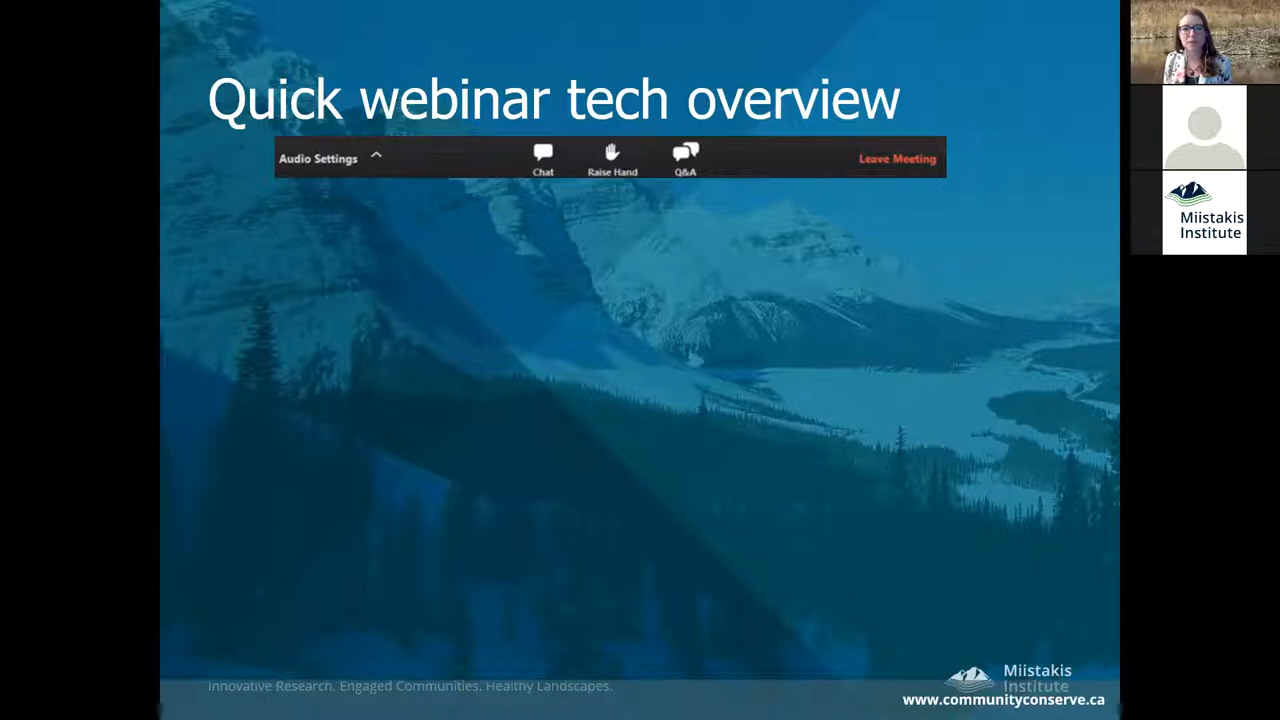 Quick webinar tech overview
Audio Settings
Chat
Raise Hand
Q&A
Leave Meeting
Miistakis
Institute
Innovative Research. Engaged Communities. Healthy Landscapes.
Miistakis
Institute
www.communityconserve.ca